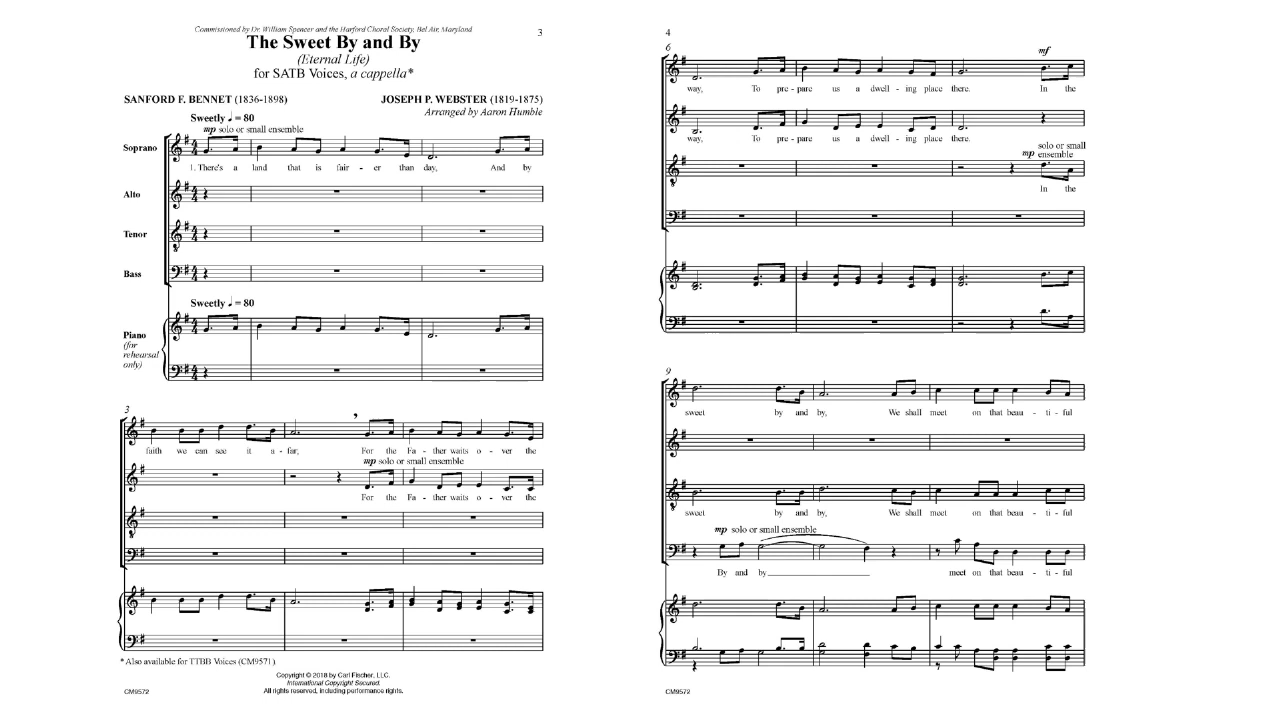 Commissioned by Dr. William Spencer and the Harford Choral Society, Bel Air, Maryland
3
The Sweet By and By
(Eternal Life)
for SATB Voices, a cappella*
SANFORD F. BENNET (1836-1898)
JOSEPH P. WEBSTER (1819-1875)
Arranged by Aaron Humble
Sweetly ♩ = 80
mp solo or small ensemble
Soprano
1. There's a land that is fair - er than day, And by
Alto
Tenor
Bass
Sweetly ♩ = 80
Piano
(for
rehearsal
only)
3
faith we can see it a - far; For the Fa - ther waits o - ver the
mp solo or small ensemble
For the Fa - ther waits o - ver the
* Also available for TTBB Voices (CM9571)
Copyright © 2018 by Carl Fischer, LLC.
International Copyright Secured.
All rights reserved, including performance rights.
CM9572
4
6
mf
way, To pre - pare us a dwell - ing place there. In the
way, To pre - pare us a dwell - ing place there.
solo or small
mp ensemble
In the
9
sweet by and by, We shall meet on that beau - ti - ful
sweet by and by, We shall meet on that beau - ti - ful
mp solo or small ensemble
By and by meet on that beau - ti - ful
CM9572